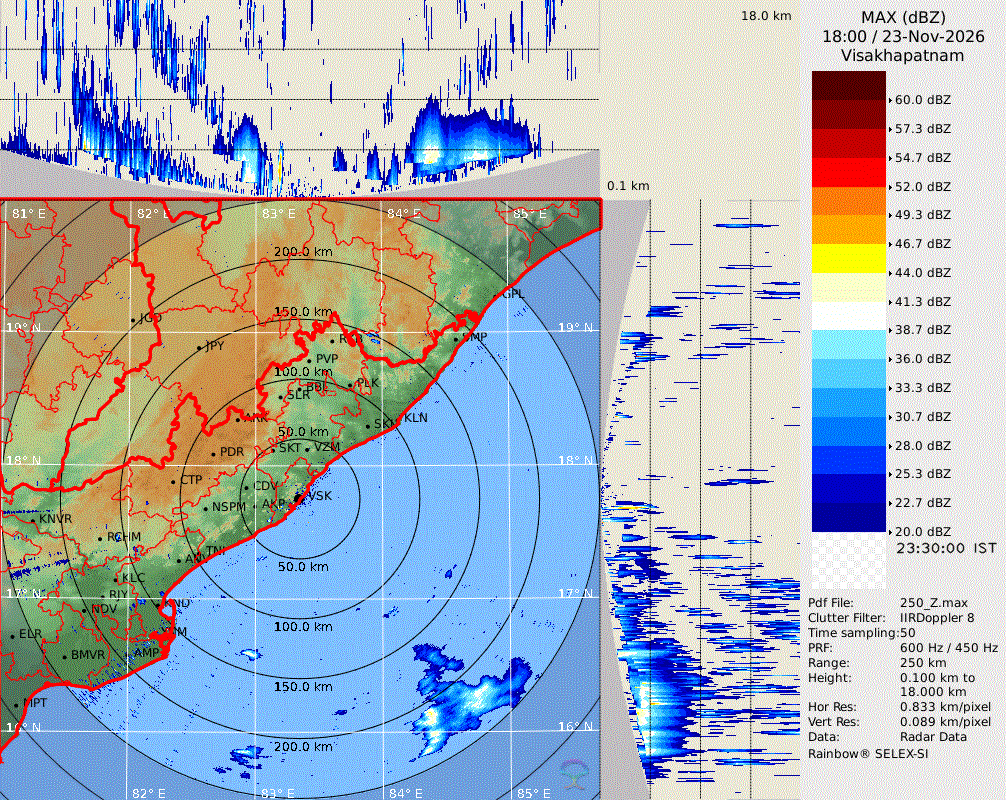 18.0 km
MAX (dBZ)
18:00 / 23-Nov-2026
Visakhapatnam
60.0 dBZ
57.3 dBZ
54.7 dBZ
52.0 dBZ
49.3 dBZ
46.7 dBZ
44.0 dBZ
41.3 dBZ
38.7 dBZ
36.0 dBZ
33.3 dBZ
30.7 dBZ
28.0 dBZ
25.3 dBZ
22.7 dBZ
20.0 dBZ
23:30:00 IST
Pdf File: 250_Z.max
Clutter Filter: IIRDoppler 8
Time sampling:50
PRF: 600 Hz / 450 Hz
Range: 250 km
Height: 0.100 km to
18.000 km
Hor Res: 0.833 km/pixel
Vert Res: 0.089 km/pixel
Data: Radar Data
Rainbow® SELEX-SI
0.1 km
81° E
82° E
83° E
84° E
85° E
200.0 km
GPL
150.0 km
JGD
19° N
19° N
JPY
PVP
100.0 km
BBL
PLK
SLR
KLN
50.0 km
SKT
VZM
PDR
18° N
18° N
CTP
CDV
VSK
NSPM
AKP
KNVR
RCHM
TNI
50.0 km
KLC
RJY
17° N
KND
17° N
NDV
100.0 km
ELR
BMVR
AMP
150.0 km
MPT
16° N
16° N
200.0 km
82° E
83° E
84° E
85° E